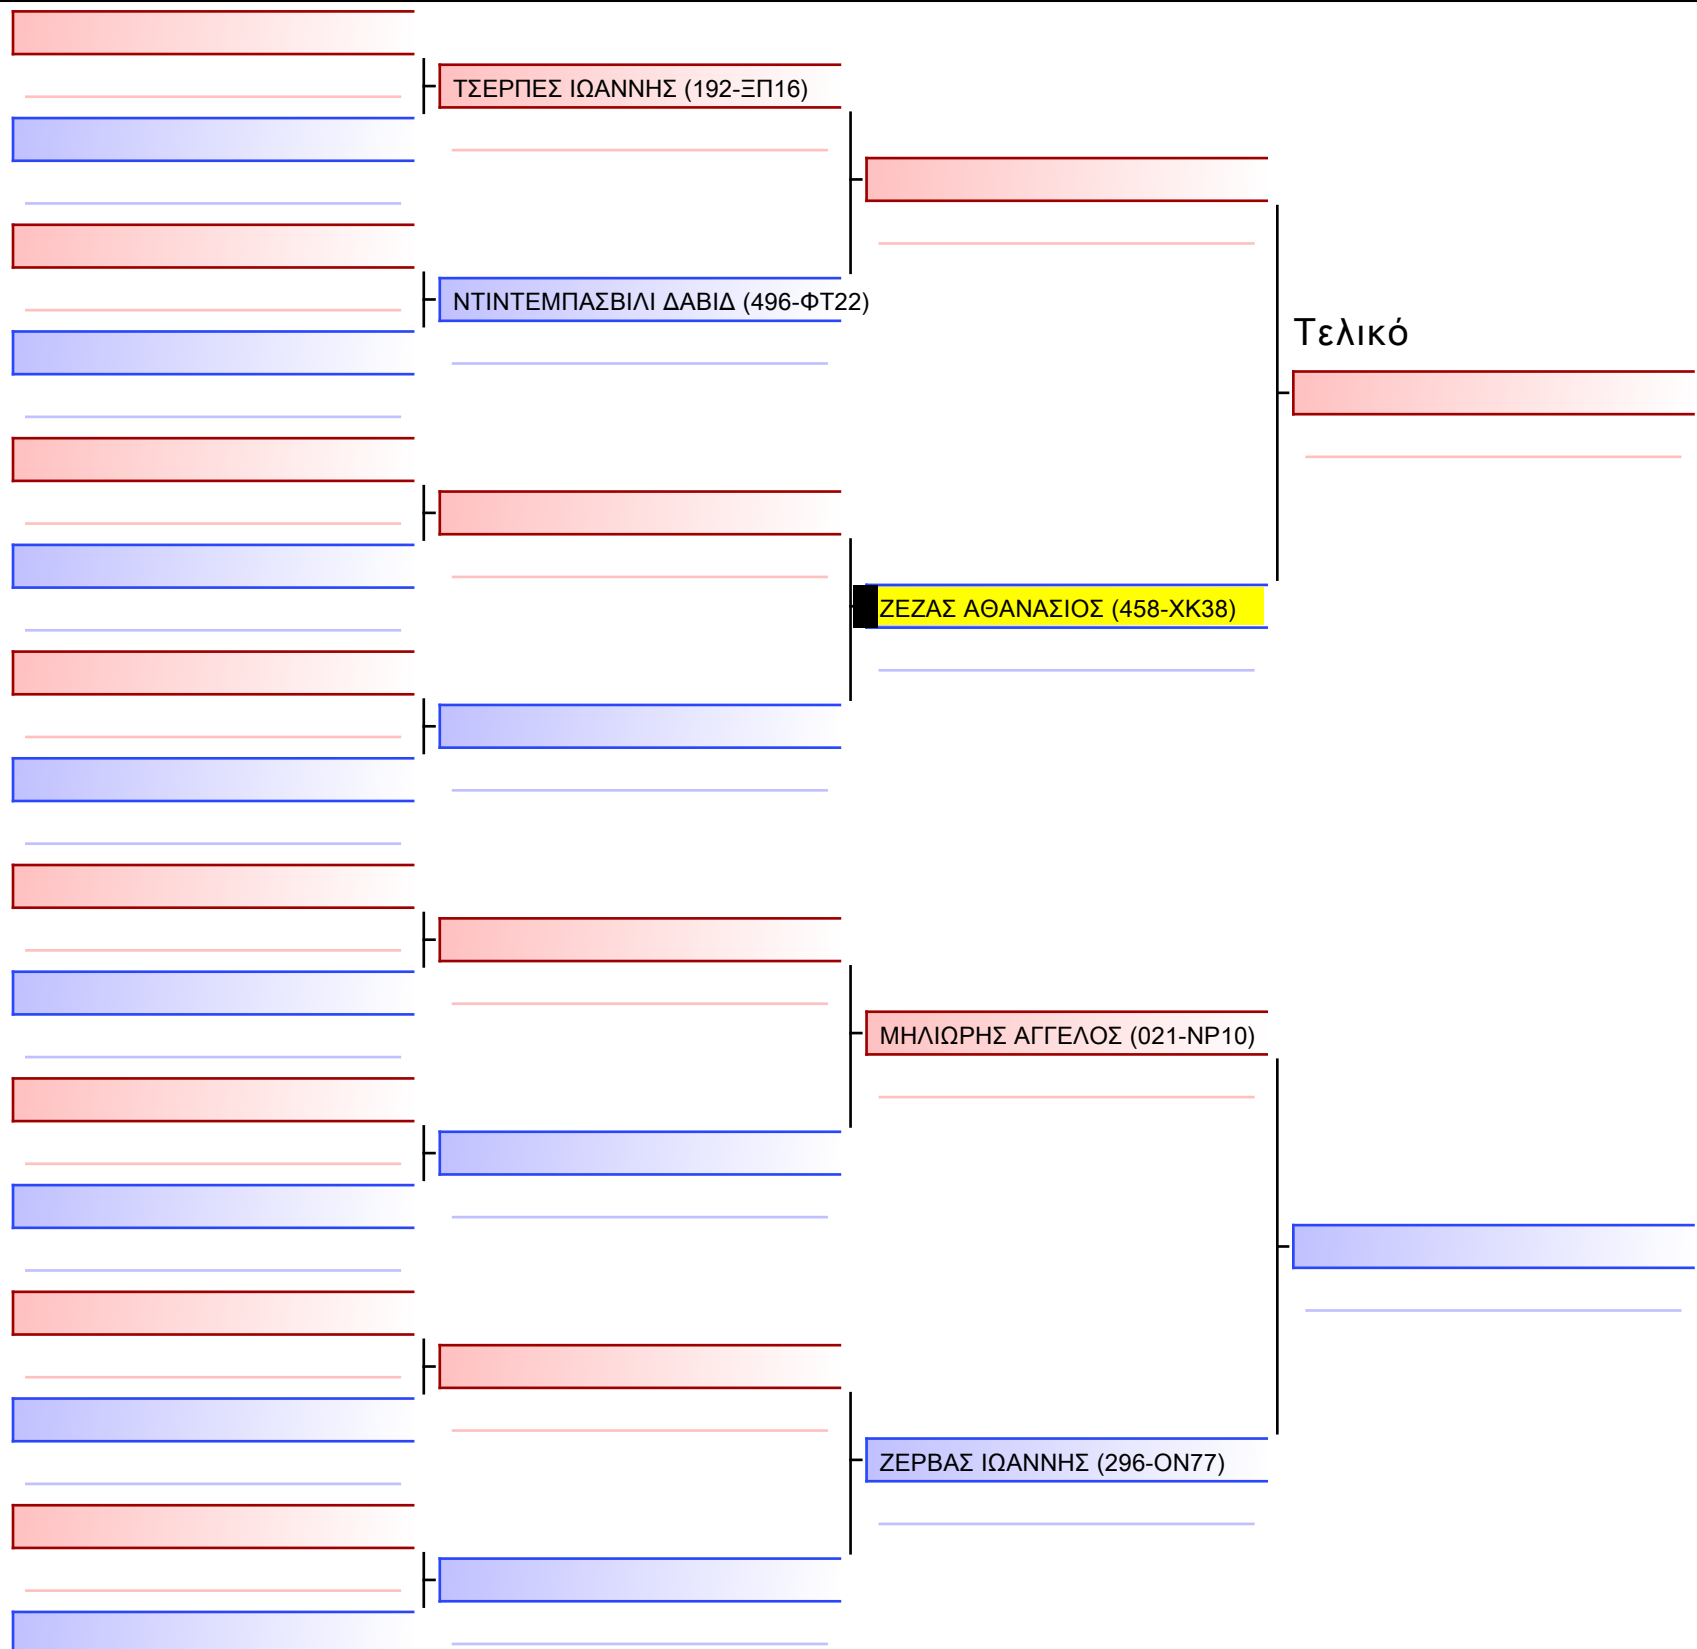 ΤΣΕΡΠΕΣ ΙΩΑΝΝΗΣ (192-ΞΠ16)
ΝΤΙΝΤΕΜΠΑΣΒΙΛΙ ΔΑΒΙΔ (496-ΦΤ22)
Τελικό
ΖΕΖΑΣ ΑΘΑΝΑΣΙΟΣ (458-ΧΚ38)
ΜΗΛΙΩΡΗΣ ΑΓΓΕΛΟΣ (021-ΝΡ10)
ΖΕΡΒΑΣ ΙΩΑΝΝΗΣ (296-ΟΝ77)